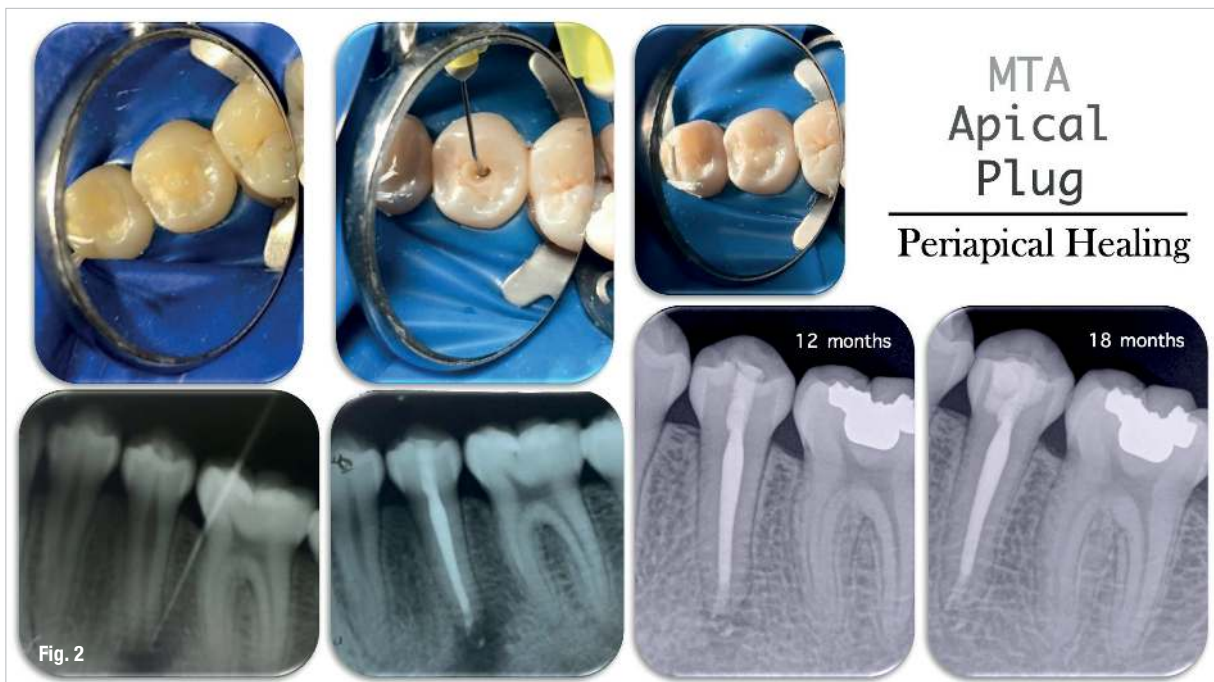 MTA
Apical
Plug
Periapical Healing
12 months
18 months
Fig. 2